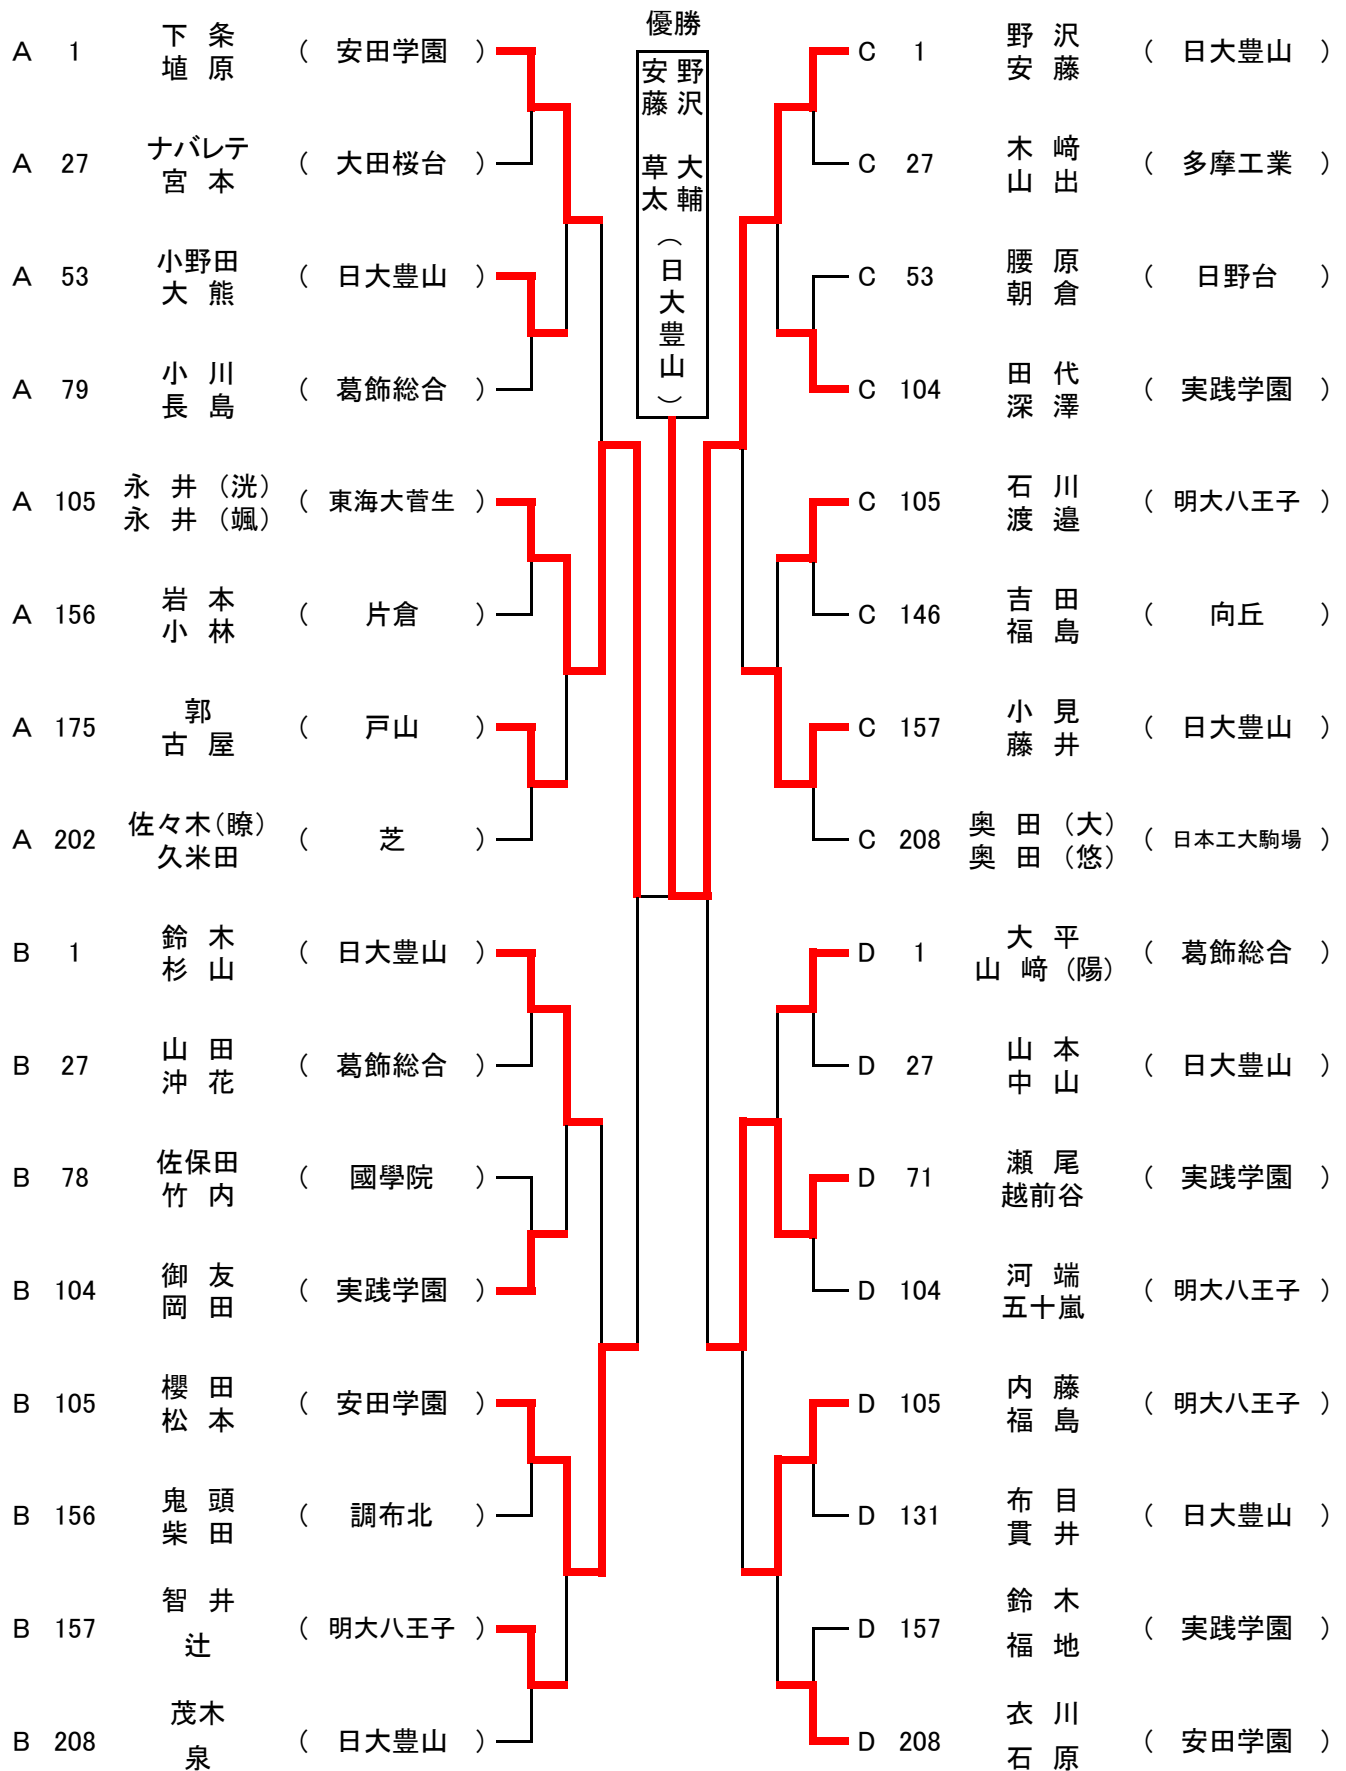 優勝
野沢 大輔
安藤 草太
（日大豊山）
A 1 下条 （ 安田学園 ）
埴原
A 27 ナバレテ （ 大田桜台 ）
宮本
A 53 小野田 （ 日大豊山 ）
大熊
A 79 小川 （ 葛飾総合 ）
長島
A 105 永井（洸） （ 東海大菅生 ）
永井（颯）
A 156 岩本 （ 片倉 ）
小林
A 175 郭 （ 戸山 ）
古屋
A 202 佐々木（瞭） （ 芝 ）
久米田
B 1 鈴木 （ 日大豊山 ）
杉山
B 27 山田 （ 葛飾総合 ）
沖花
B 78 佐保田 （ 國學院 ）
竹内
B 104 御友 （ 実践学園 ）
岡田
B 105 櫻田 （ 安田学園 ）
松本
B 156 鬼頭 （ 調布北 ）
柴田
B 157 智井 （ 明大八王子 ）
辻
B 208 茂木 （ 日大豊山 ）
泉
C 1 野沢 （ 日大豊山 ）
安藤
C 27 木﨑 （ 多摩工業 ）
山出
C 53 腰原 （ 日野台 ）
朝倉
C 104 田代 （ 実践学園 ）
深澤
C 105 石川 （ 明大八王子 ）
渡邉
C 146 吉田 （ 向丘 ）
福島
C 157 小見 （ 日大豊山 ）
藤井
C 208 奥田（大） （ 日本工大駒場 ）
奥田（悠）
D 1 大平 （ 葛飾総合 ）
山﨑（陽）
D 27 山本 （ 日大豊山 ）
中山
D 71 瀬尾 （ 実践学園 ）
越前谷
D 104 河端 （ 明大八王子 ）
五十嵐
D 105 内藤 （ 明大八王子 ）
福島
D 131 布目 （ 日大豊山 ）
貫井
D 157 鈴木 （ 実践学園 ）
福地
D 208 衣川 （ 安田学園 ）
石原